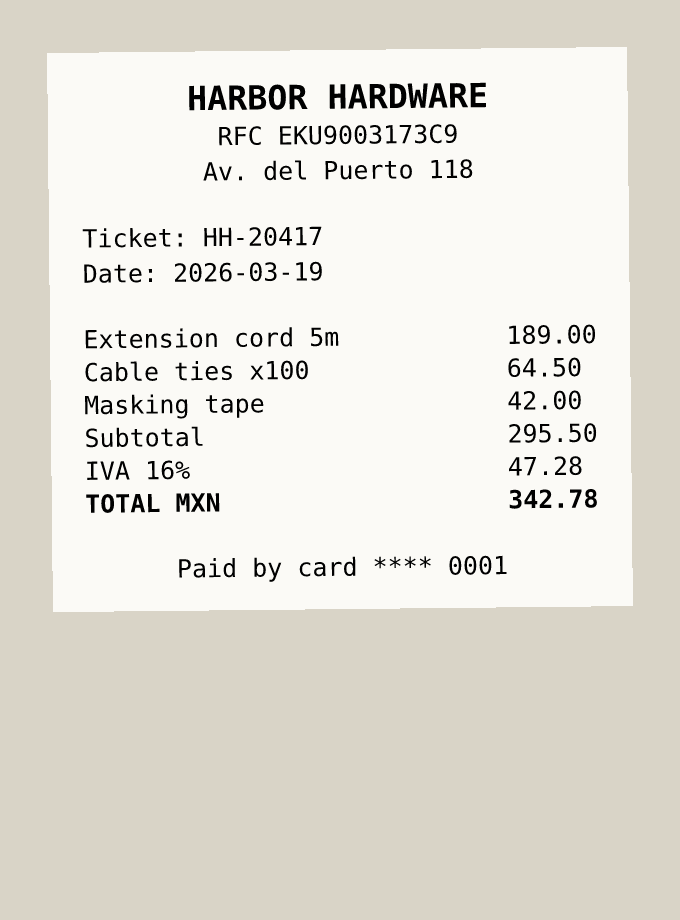 HARBOR HARDWARE
RFC EKU9003173C9
Av. del Puerto 118
Ticket: HH-20417
Date: 2026-03-19
Extension cord 5m 189.00
Cable ties x100 64.50
Masking tape 42.00
Subtotal 295.50
IVA 16% 47.28
TOTAL MXN 342.78
Paid by card **** 0001